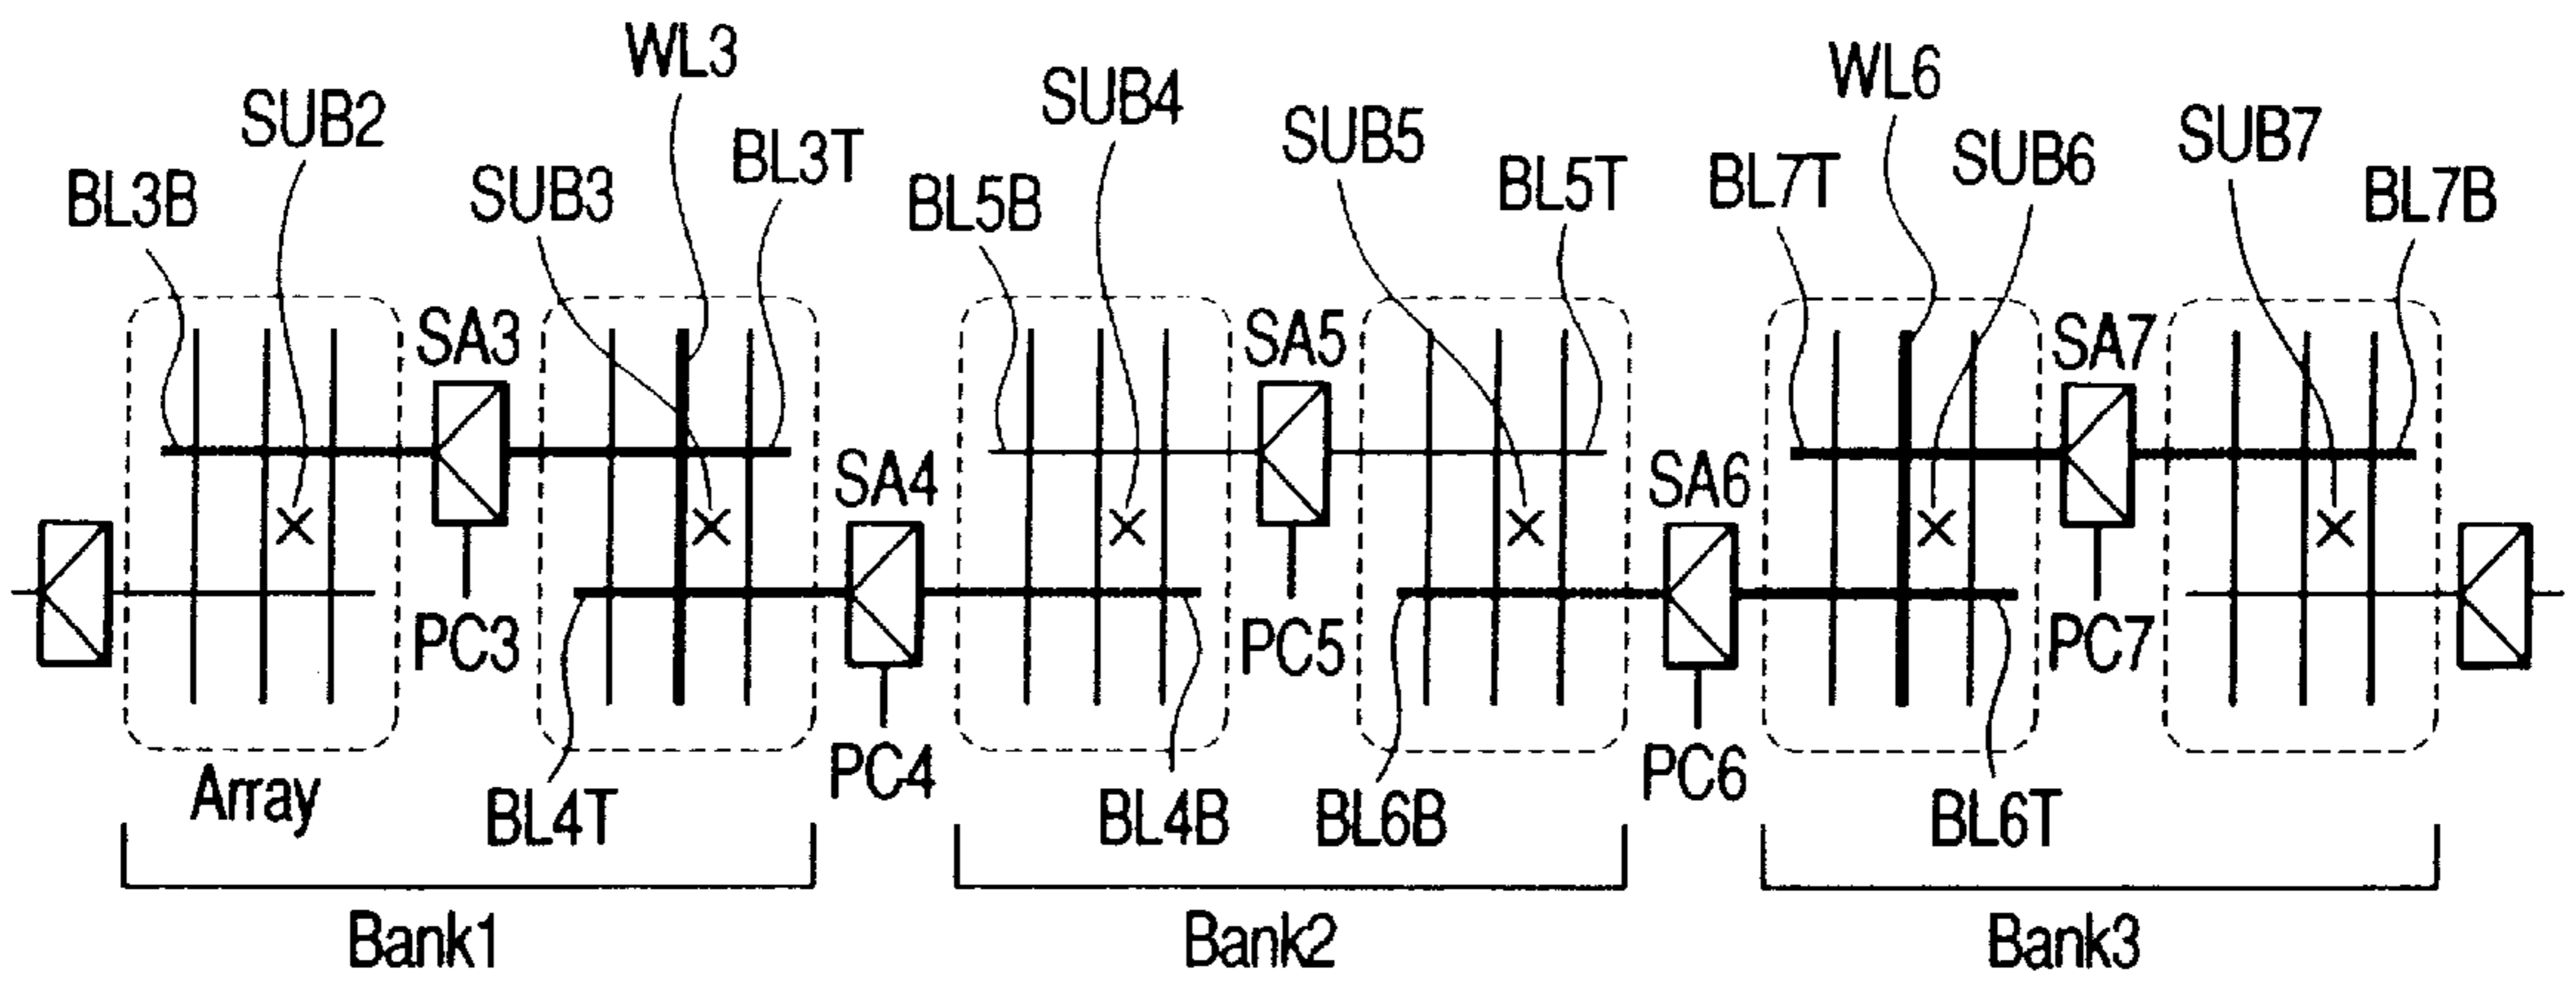 WL3
WL6
SUB4
SUB2
SUB5
SUB7
BL3T
SUB6
BL7T
BL5T
SUB3
BL5B
BL3B
BL7B
SA3
SA5
SA7
SA4
SA6
PC3
PC5
PC7
PC4
PC6
Array
BL4T
BL4B
BL6B
BL6T
Bank1
Bank2
Bank3